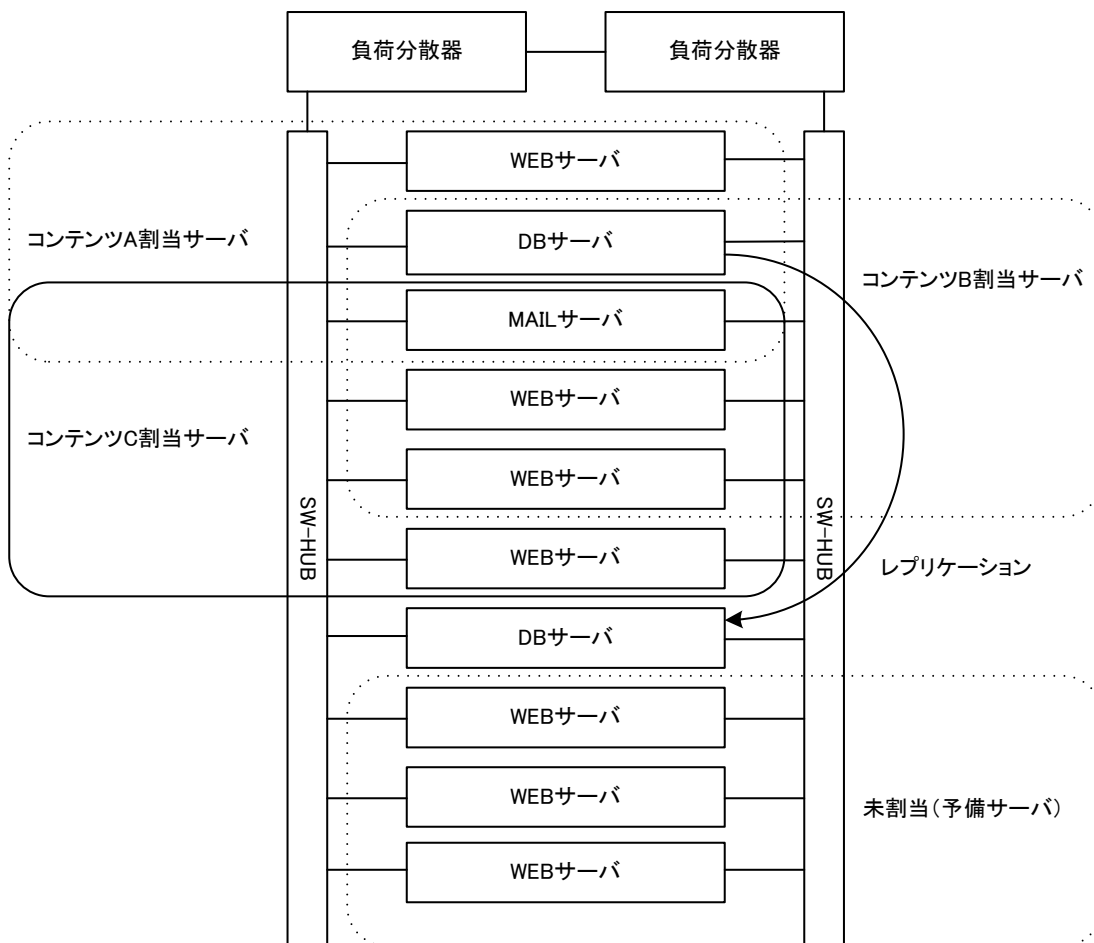 負荷分散器
負荷分散器
WEBサーバ
コンテンツA割当サーバ
DBサーバ
コンテンツB割当サーバ
MAILサーバ
WEBサーバ
コンテンツC割当サーバ
WEBサーバ
SW-HUB
SW-HUB
WEBサーバ
レプリケーション
DBサーバ
WEBサーバ
WEBサーバ
未割当(予備サーバ)
WEBサーバ